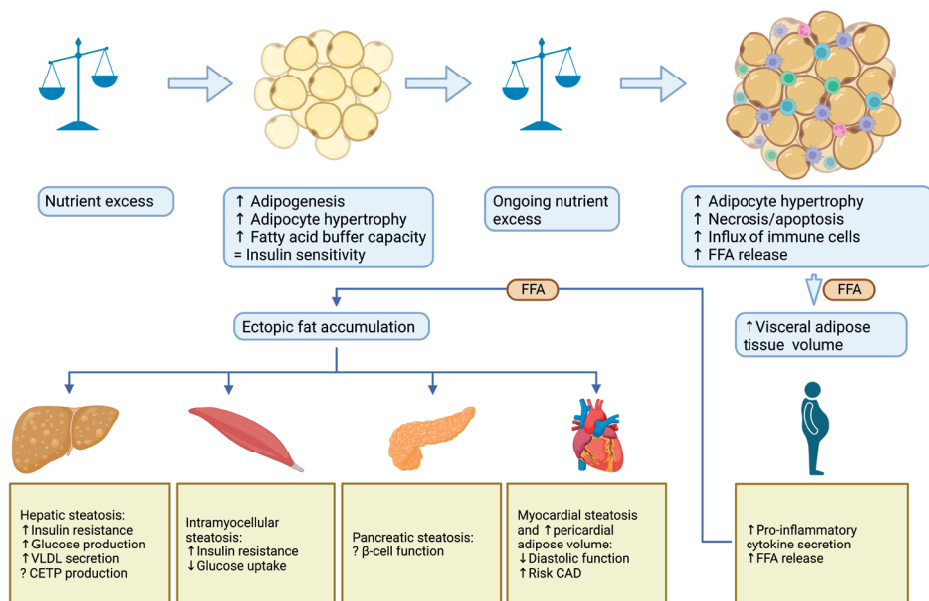 Nutrient excess
↑ Adipogenesis
↑ Adipocyte hypertrophy
↑ Fatty acid buffer capacity
= Insulin sensitivity
Ongoing nutrient
excess
↑ Adipocyte hypertrophy
↑ Necrosis/apoptosis
↑ Influx of immune cells
↑ FFA release
FFA
FFA
Ectopic fat accumulation
↑Visceral adipose
tissue volume
Hepatic steatosis:
↑Insulin resistance
↑Glucose production
↑VLDL secretion
? CETP production
Intramyocellular
steatosis:
↑Insulin resistance
↓Glucose uptake
Pancreatic steatosis:
? β-cell function
Myocardial steatosis
and ↑pericardial
adipose volume:
↓Diastolic function
↑Risk CAD
↑Pro-inflammatory
cytokine secretion
↑FFA release